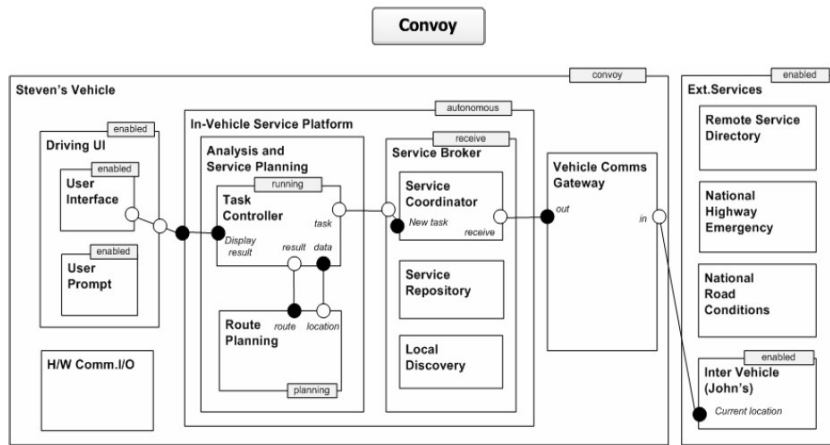 Convoy
convoy
enabled
Steven's Vehicle
Ext.Services
autonomous
In-Vehicle Service Platform
enabled
Driving UI
enabled
User
Interface
enabled
User
Prompt
H/W Comm.I/O
Analysis and
Service Planning
running
Task
Controller
task
Display
result
result
data
route
location
Route
Planning
planning
receive
Service Broker
Service
Coordinator
New task
receive
Service
Repository
Local
Discovery
Vehicle Comms
Gateway
out
in
Remote Service
Directory
National
Highway
Emergency
National
Road
Conditions
enabled
Inter Vehicle
(John's)
Current location